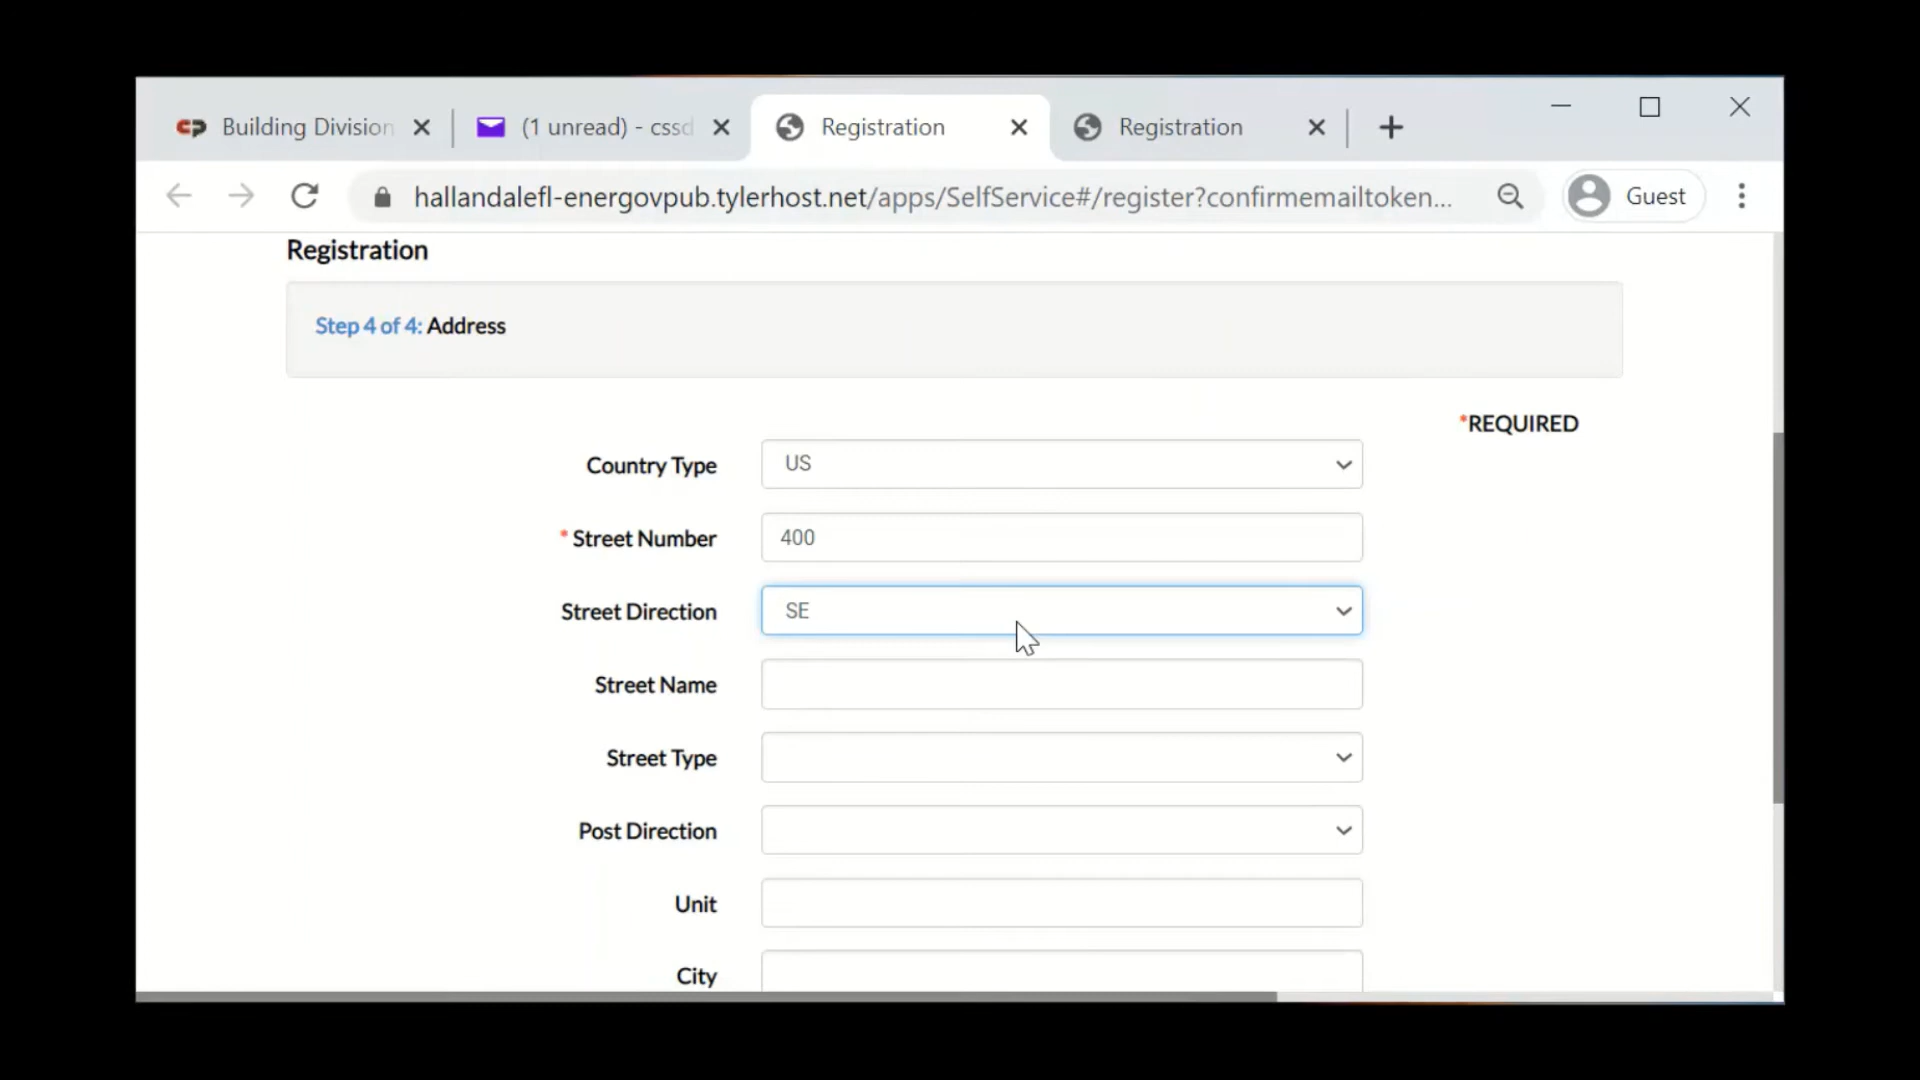 Building Division
(1 unread) - cssd
Registration
Registration
hallandalefl-energovpub.tylerhost.net/apps/SelfService#/register?confirmemailtoken...
Guest
Registration
Step 4 of 4: Address
*REQUIRED
Country Type
US
* Street Number
400
Street Direction
SE
Street Name
Street Type
Post Direction
Unit
City